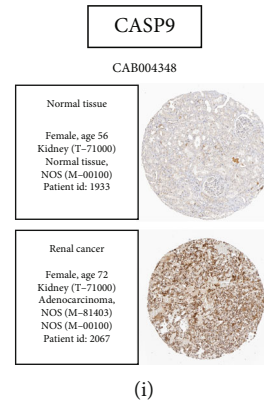 CASP9
CAB004348
Normal tissue
Female, age 56
Kidney (T–71000)
Normal tissue,
NOS (M–00100)
Patient id: 1933
Renal cancer
Female, age 72
Kidney (T–71000)
Adenocarcinoma,
NOS (M–81403)
NOS (M–00100)
Patient id: 2067
(i)